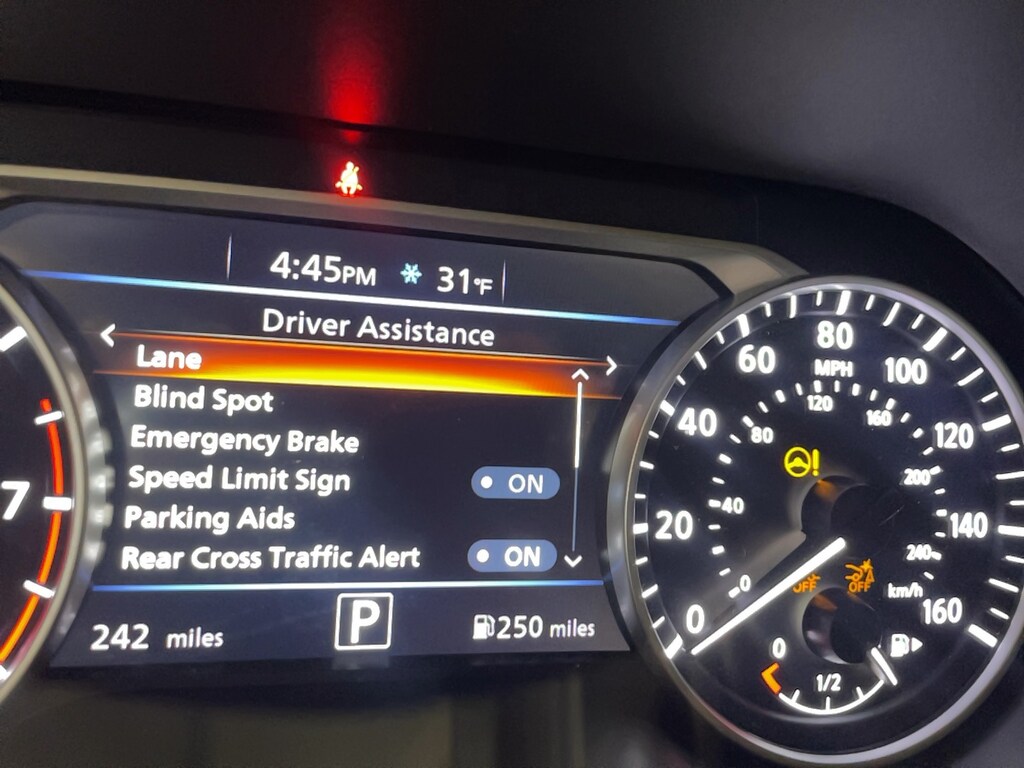 4:45PM 31°F
Driver Assistance
Lane
Blind Spot
Emergency Brake
Speed Limit Sign ON
Parking Aids
Rear Cross Traffic Alert ON
242 miles P 250 miles
7
0 20 40 60 80 100 120 140 160
MPH
0 40 80 120 160 200 240
km/h
!
OFF OFF
0 1/2